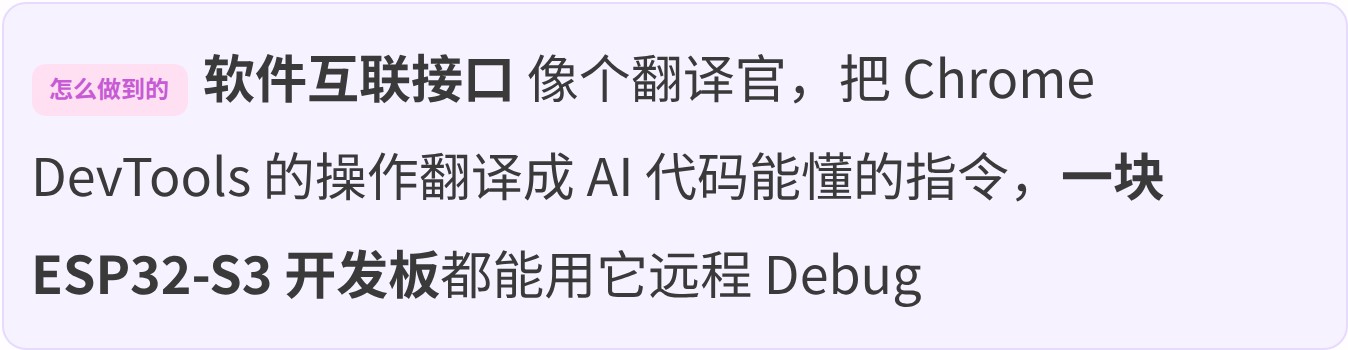 怎么做到的 软件互联接口 像个翻译官，把 Chrome
DevTools 的操作翻译成 AI 代码能懂的指令，一块
ESP32-S3 开发板都能用它远程 Debug